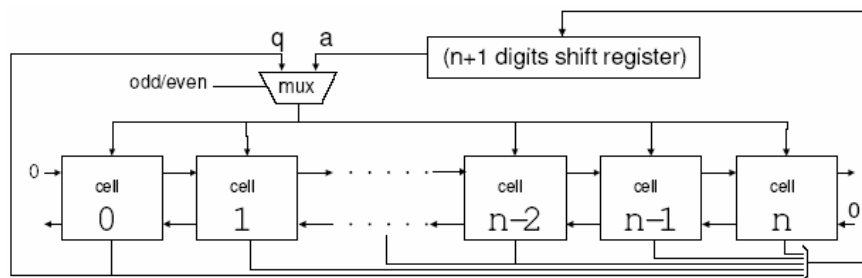 q a
(n+1 digits shift register)
odd/even
mux
0
cell
0
cell
1
. . . . .
. . . . .
cell
n-2
cell
n-1
cell
n
0